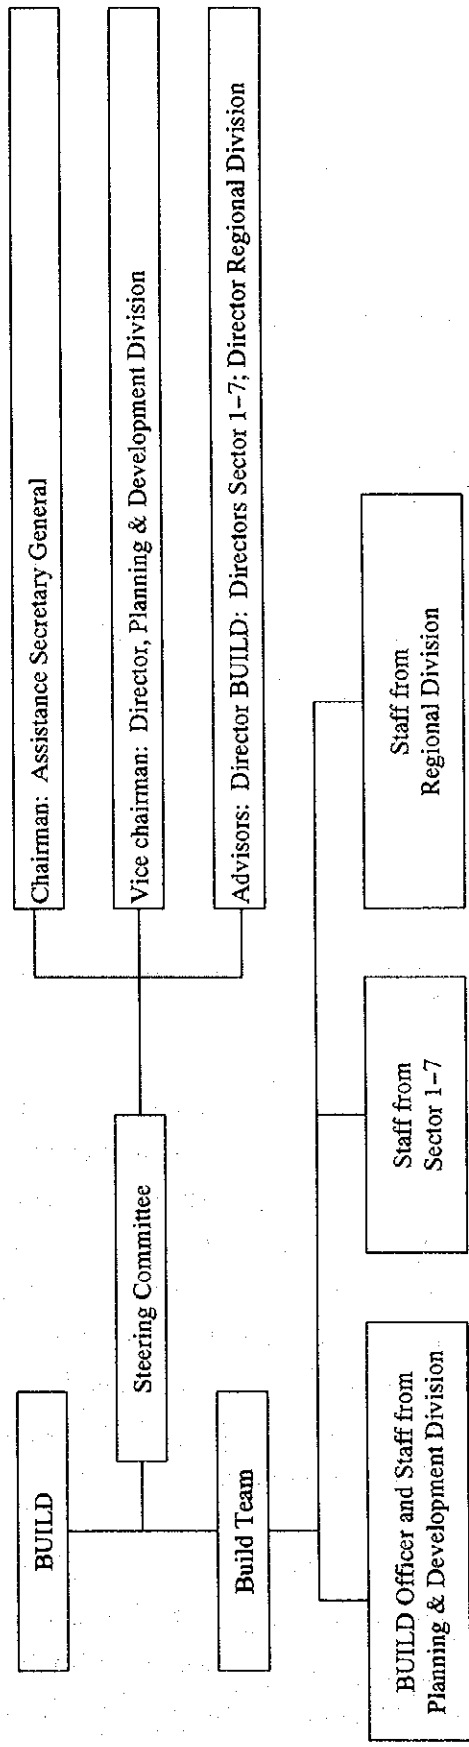 BUILD
Steering Committee
Chairman: Assistance Secretary General
Vice chairman: Director, Planning & Development Division
Advisors: Director BUILD: Directors Sector 1–7; Director Regional Division
Build Team
BUILD Officer and Staff from
Planning & Development Division
Staff from
Sector 1–7
Staff from
Regional Division